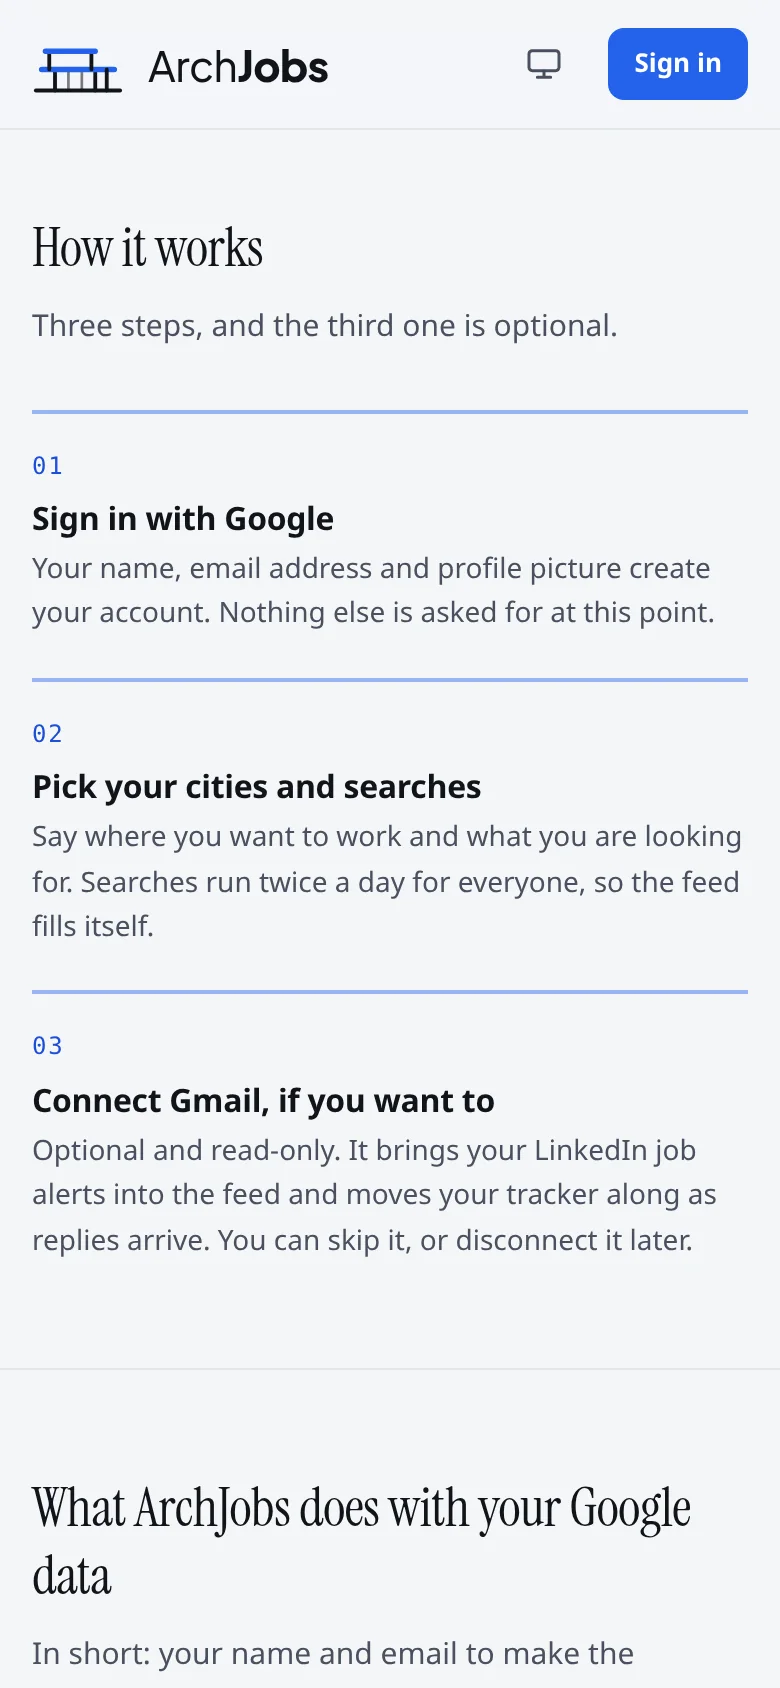 ArchJobs
Sign in
How it works
Three steps, and the third one is optional.
01
Sign in with Google
Your name, email address and profile picture create
your account. Nothing else is asked for at this point.
02
Pick your cities and searches
Say where you want to work and what you are looking
for. Searches run twice a day for everyone, so the feed
fills itself.
03
Connect Gmail, if you want to
Optional and read-only. It brings your LinkedIn job
alerts into the feed and moves your tracker along as
replies arrive. You can skip it, or disconnect it later.
What ArchJobs does with your Google
data
In short: your name and email to make the